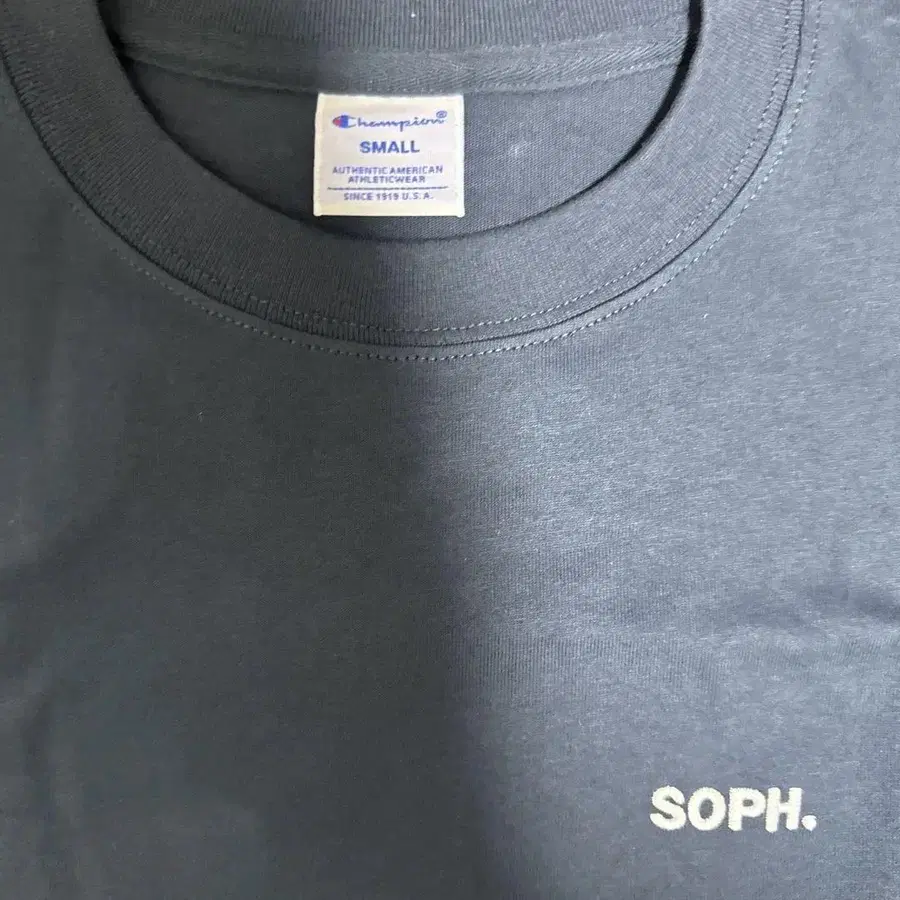 Champion®
SMALL
AUTHENTIC AMERICAN
ATHLETICWEAR
SINCE 1919 U.S.A.
SOPH.